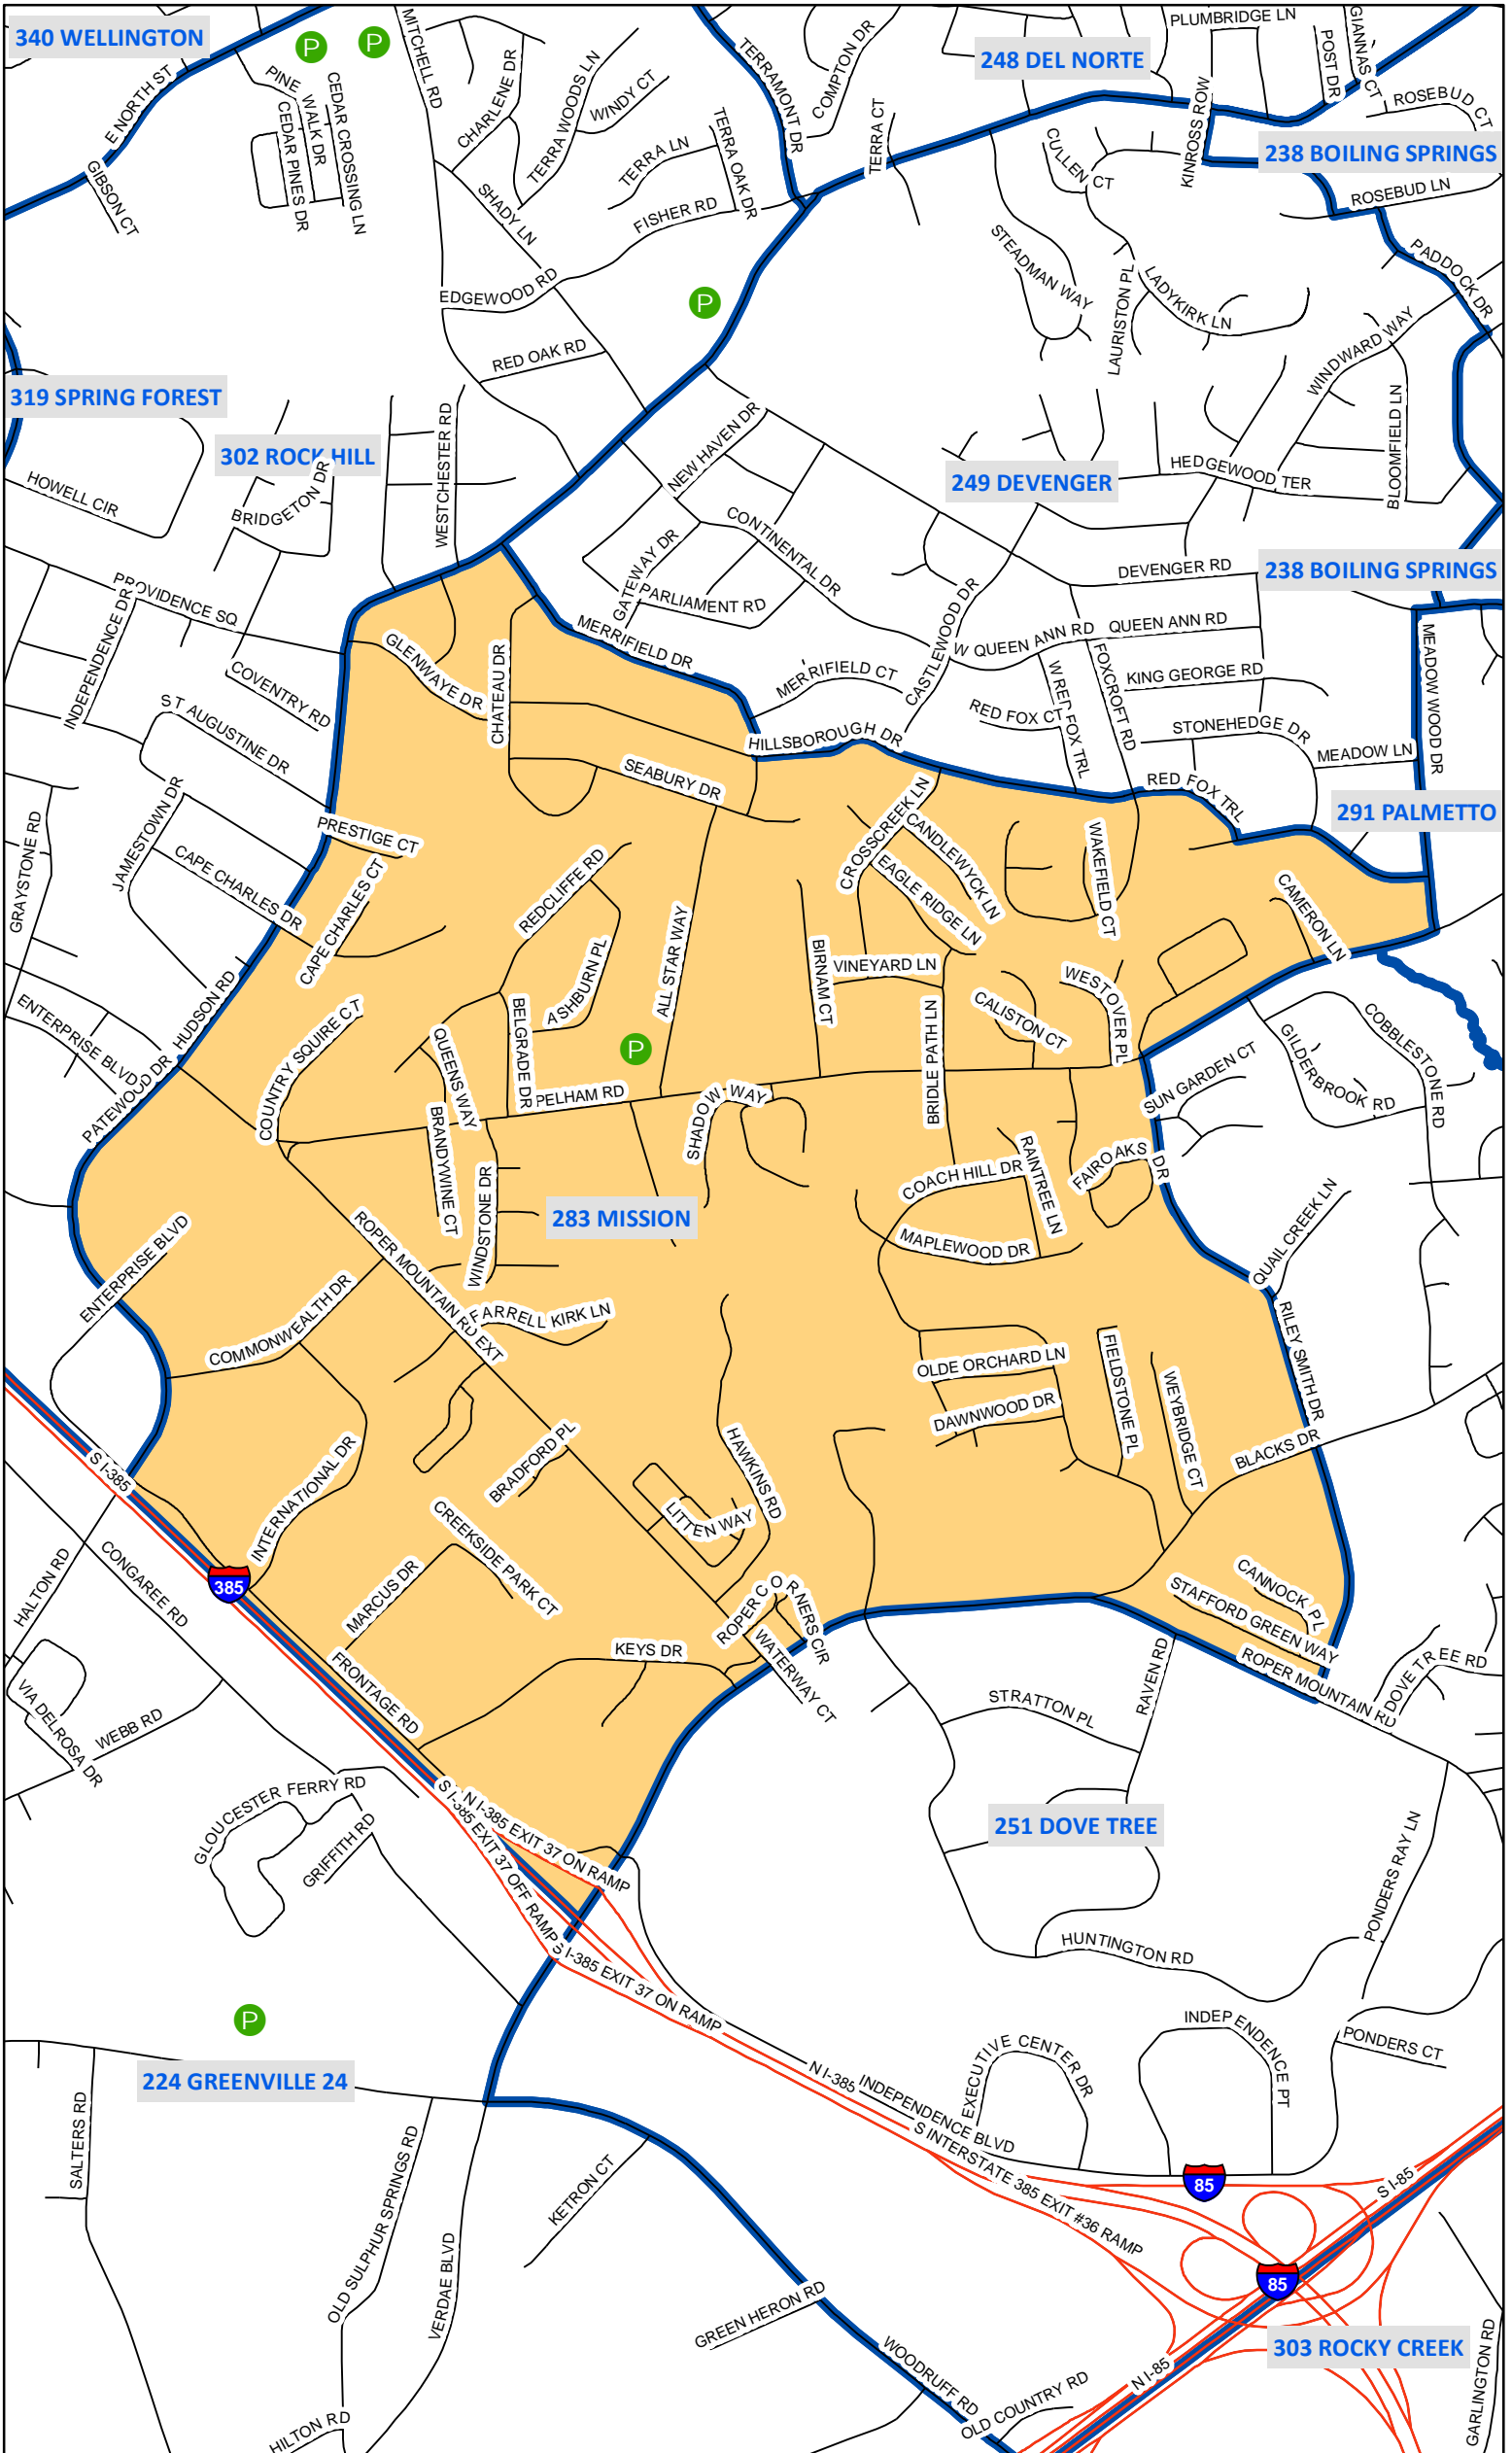 340 WELLINGTON
P
P
MITCHELL RD
TERRAMONT DR
COMPTON DR
248 DEL NORTE
PLUMBRIDGE LN
POST DR
GIANNAS CT
E NORTH ST
PINE WALK DR
CEDAR CROSSING LN
CEDAR PINES DR
CHARLENE DR
TERRA WOODS LN
WINDY CT
TERRA LN
TERRA OAK DR
TERRA CT
CULLEN CT
KINROSS ROW
ROSEBUD CT
238 BOILING SPRINGS
GIBSON CT
SHADY LN
FISHER RD
ROSEBUD LN
EDGEWOOD RD
P
STEADMAN WAY
LAURISTON PL
LADYKIRK LN
PADDOCK DR
RED OAK RD
WINDWARD WAY
319 SPRING FOREST
302 ROCK HILL
WESTCHESTER RD
NEW HAVEN DR
BLOOMFIELD LN
249 DEVENGER
HEDGEWOOD TER
HOWELL CIR
BRIDGETON DR
GATEWAY DR
CONTINENTAL DR
DEVENGER RD
238 BOILING SPRINGS
PROVIDENCE SQ
INDEPENDENCE DR
PARLIAMENT RD
MERRIFIELD DR
CASTLEWOOD DR
W QUEEN ANN RD
QUEEN ANN RD
MEADOW WOOD DR
COVENTRY RD
GLENWAYE DR
CHATEAU DR
MERRIFIELD CT
W RED FOX TRL
FOXCROFT RD
KING GEORGE RD
RED FOX CT
STONEHEDGE DR
MEADOW LN
ST AUGUSTINE DR
HILLSBOROUGH DR
SEABURY DR
RED FOX TRL
291 PALMETTO
GRAYSTONE RD
JAMESTOWN DR
PRESTIGE CT
CAPE CHARLES DR
CAPE CHARLES CT
REDCLIFFE RD
CROSSCREEK LN
CANDLEWYCK LN
EAGLE RIDGE LN
WAKEFIELD CT
CAMERON LN
ALL STAR WAY
ASHBURN PL
BIRNAM CT
VINEYARD LN
WESTOVER PL
CALISTON CT
ENTERPRISE BLVD
HUDSON RD
PATEWOOD DR
COUNTRY SQUIRE CT
QUEENS WAY
BELGRADE DR
P
BRIDLE PATH LN
GILDERBROOK RD
COBBLESTONE RD
SUN GARDEN CT
PELHAM RD
SHADOW WAY
BRANDYWINE CT
WINDSTONE DR
COACH HILL DR
RAINTREE LN
FAIROAKS DR
283 MISSION
MAPLEWOOD DR
QUAIL CREEK LN
ENTERPRISE BLVD
ROPER MOUNTAIN RD EXT
COMMONWEALTH DR
FARRELL KIRK LN
RILEY SMITH DR
OLDE ORCHARD LN
FIELDSTONE PL
WEYBRIDGE CT
DAWNWOOD DR
BLACKS DR
S I-385
INTERNATIONAL DR
BRADFORD PL
HAWKINS RD
LITTEN WAY
CREEKSIDE PARK CT
HALTON RD
CONGAREE RD
385
MARCUS DR
ROPER CORNERS CIR
CANNOCK PL
STAFFORD GREEN WAY
FRONTAGE RD
KEYS DR
WATERWAY CT
ROPER MOUNTAIN RD
DOVE TREE RD
RAVEN RD
STRATTON PL
VIA DELROSA DR
WEBB RD
GLOUCESTER FERRY RD
GRIFFITH RD
N I-385 EXIT 37 ON RAMP
S I-385 EXIT 37 OFF RAMP
251 DOVE TREE
PONDERS RAY LN
S I-385 EXIT 37 ON RAMP
HUNTINGTON RD
P
224 GREENVILLE 24
INDEPENDENCE PT
PONDERS CT
EXECUTIVE CENTER DR
N I-385
INDEPENDENCE BLVD
S INTERSTATE 385 EXIT #36 RAMP
SALTERS RD
OLD SULPHUR SPRINGS RD
VERDAE BLVD
KETRON CT
85
S I-85
85
GREEN HERON RD
WOODRUFF RD
N I-85
303 ROCKY CREEK
OLD COUNTRY RD
GARLINGTON RD
HILTON RD